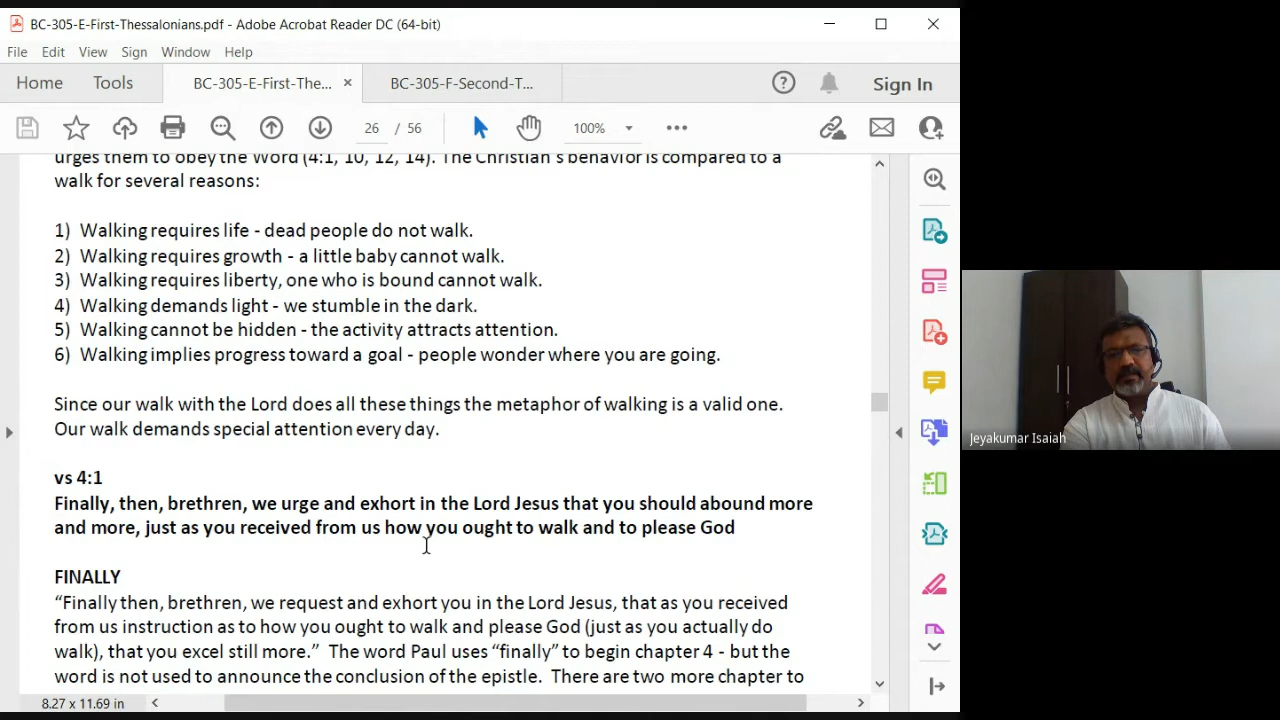 BC-305-E-First-Thessalonians.pdf - Adobe Acrobat Reader DC (64-bit)
File Edit View Sign Window Help
Home Tools BC-305-E-First-The... × BC-305-F-Second-T... Sign In
26 / 56 100%
urges them to obey the Word (4:1, 10, 12, 14). The Christian's behavior is compared to a
walk for several reasons:
1) Walking requires life - dead people do not walk.
2) Walking requires growth - a little baby cannot walk.
3) Walking requires liberty, one who is bound cannot walk.
4) Walking demands light - we stumble in the dark.
5) Walking cannot be hidden - the activity attracts attention.
6) Walking implies progress toward a goal - people wonder where you are going.
Since our walk with the Lord does all these things the metaphor of walking is a valid one.
Our walk demands special attention every day.
vs 4:1
Finally, then, brethren, we urge and exhort in the Lord Jesus that you should abound more
and more, just as you received from us how you ought to walk and to please God
FINALLY
“Finally then, brethren, we request and exhort you in the Lord Jesus, that as you received
from us instruction as to how you ought to walk and please God (just as you actually do
walk), that you excel still more.” The word Paul uses “finally” to begin chapter 4 - but the
word is not used to announce the conclusion of the epistle. There are two more chapter to
8.27 x 11.69 in
Jeyakumar Isaiah